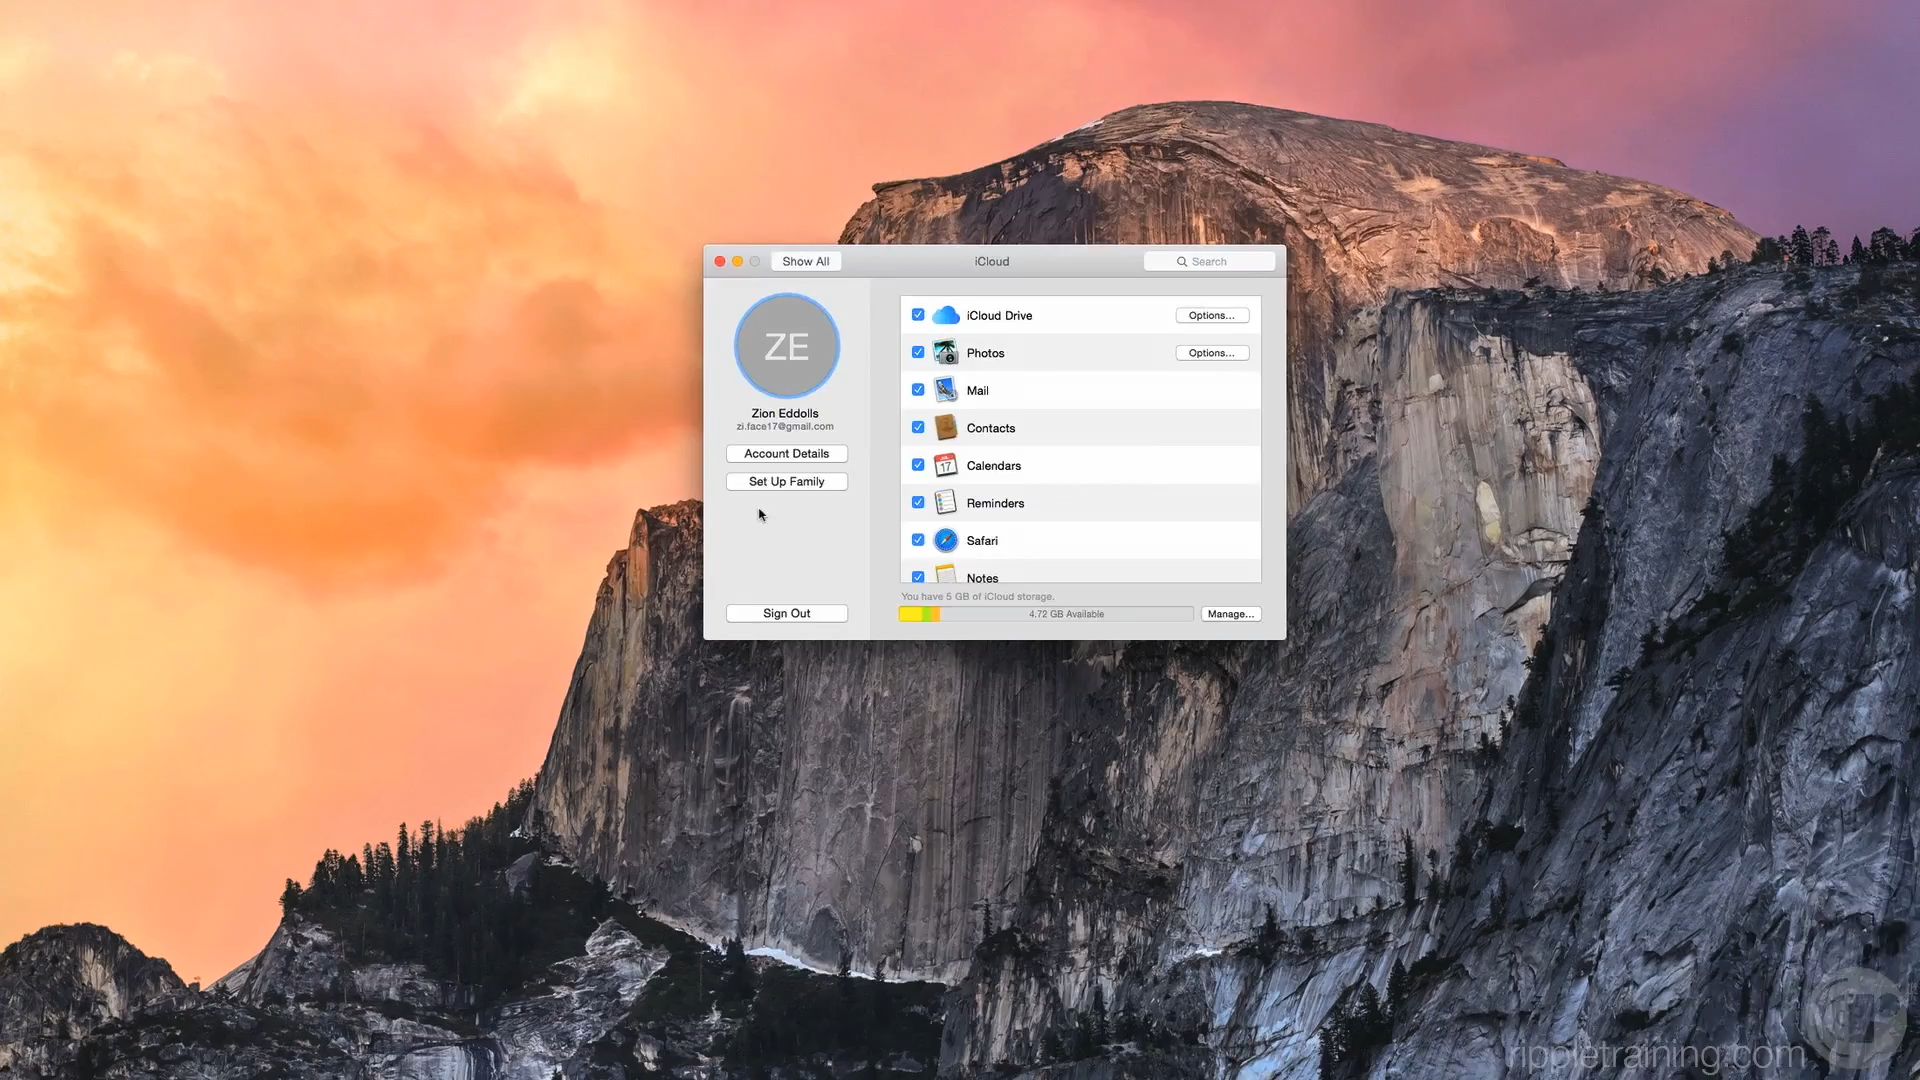 Show All
iCloud
Search
ZE
Zion Eddolls
zi.face17@gmail.com
Account Details
Set Up Family
Sign Out
iCloud Drive
Options...
Photos
Options...
Mail
Contacts
JUL
17
Calendars
Reminders
Safari
Notes
You have 5 GB of iCloud storage.
4.72 GB Available
Manage...
rippletraining.com